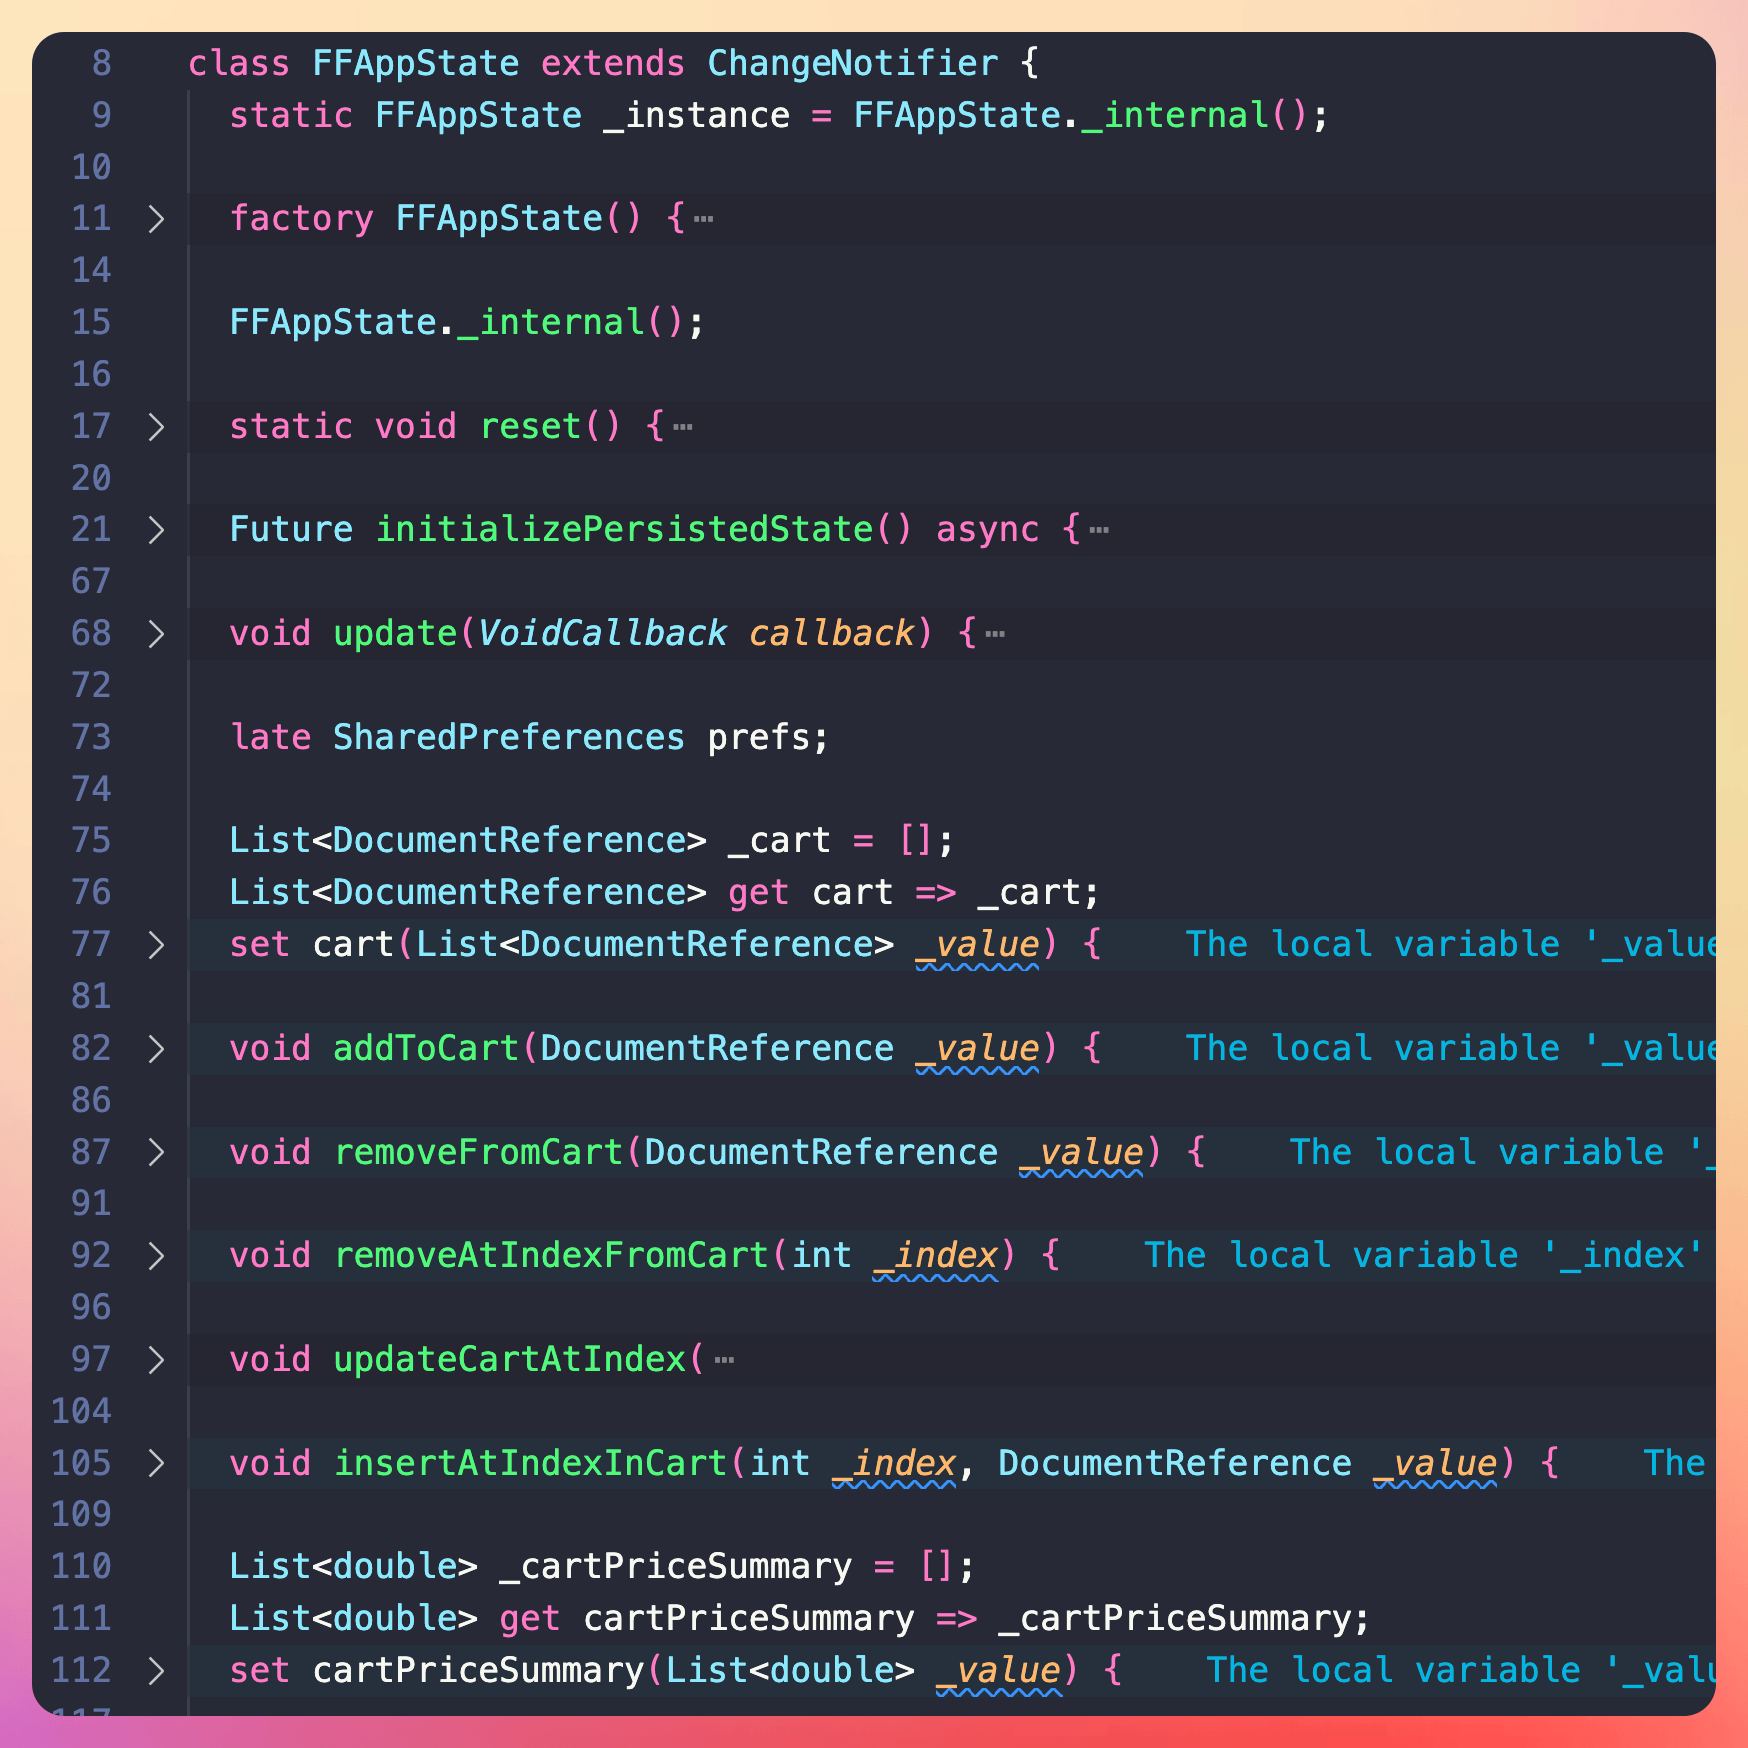 8 class FFAppState extends ChangeNotifier {
9 static FFAppState _instance = FFAppState._internal();
10
11 factory FFAppState() {⋯
14
15 FFAppState._internal();
16
17 static void reset() {⋯
20
21 Future initializePersistedState() async {⋯
67
68 void update(VoidCallback callback) {⋯
72
73 late SharedPreferences prefs;
74
75 List<DocumentReference> _cart = [];
76 List<DocumentReference> get cart => _cart;
77 set cart(List<DocumentReference> _value) { The local variable '_value
81
82 void addToCart(DocumentReference _value) { The local variable '_value
86
87 void removeFromCart(DocumentReference _value) { The local variable '_
91
92 void removeAtIndexFromCart(int _index) { The local variable '_index'
96
97 void updateCartAtIndex(⋯
104
105 void insertAtIndexInCart(int _index, DocumentReference _value) { The
109
110 List<double> _cartPriceSummary = [];
111 List<double> get cartPriceSummary => _cartPriceSummary;
112 set cartPriceSummary(List<double> _value) { The local variable '_valu
117